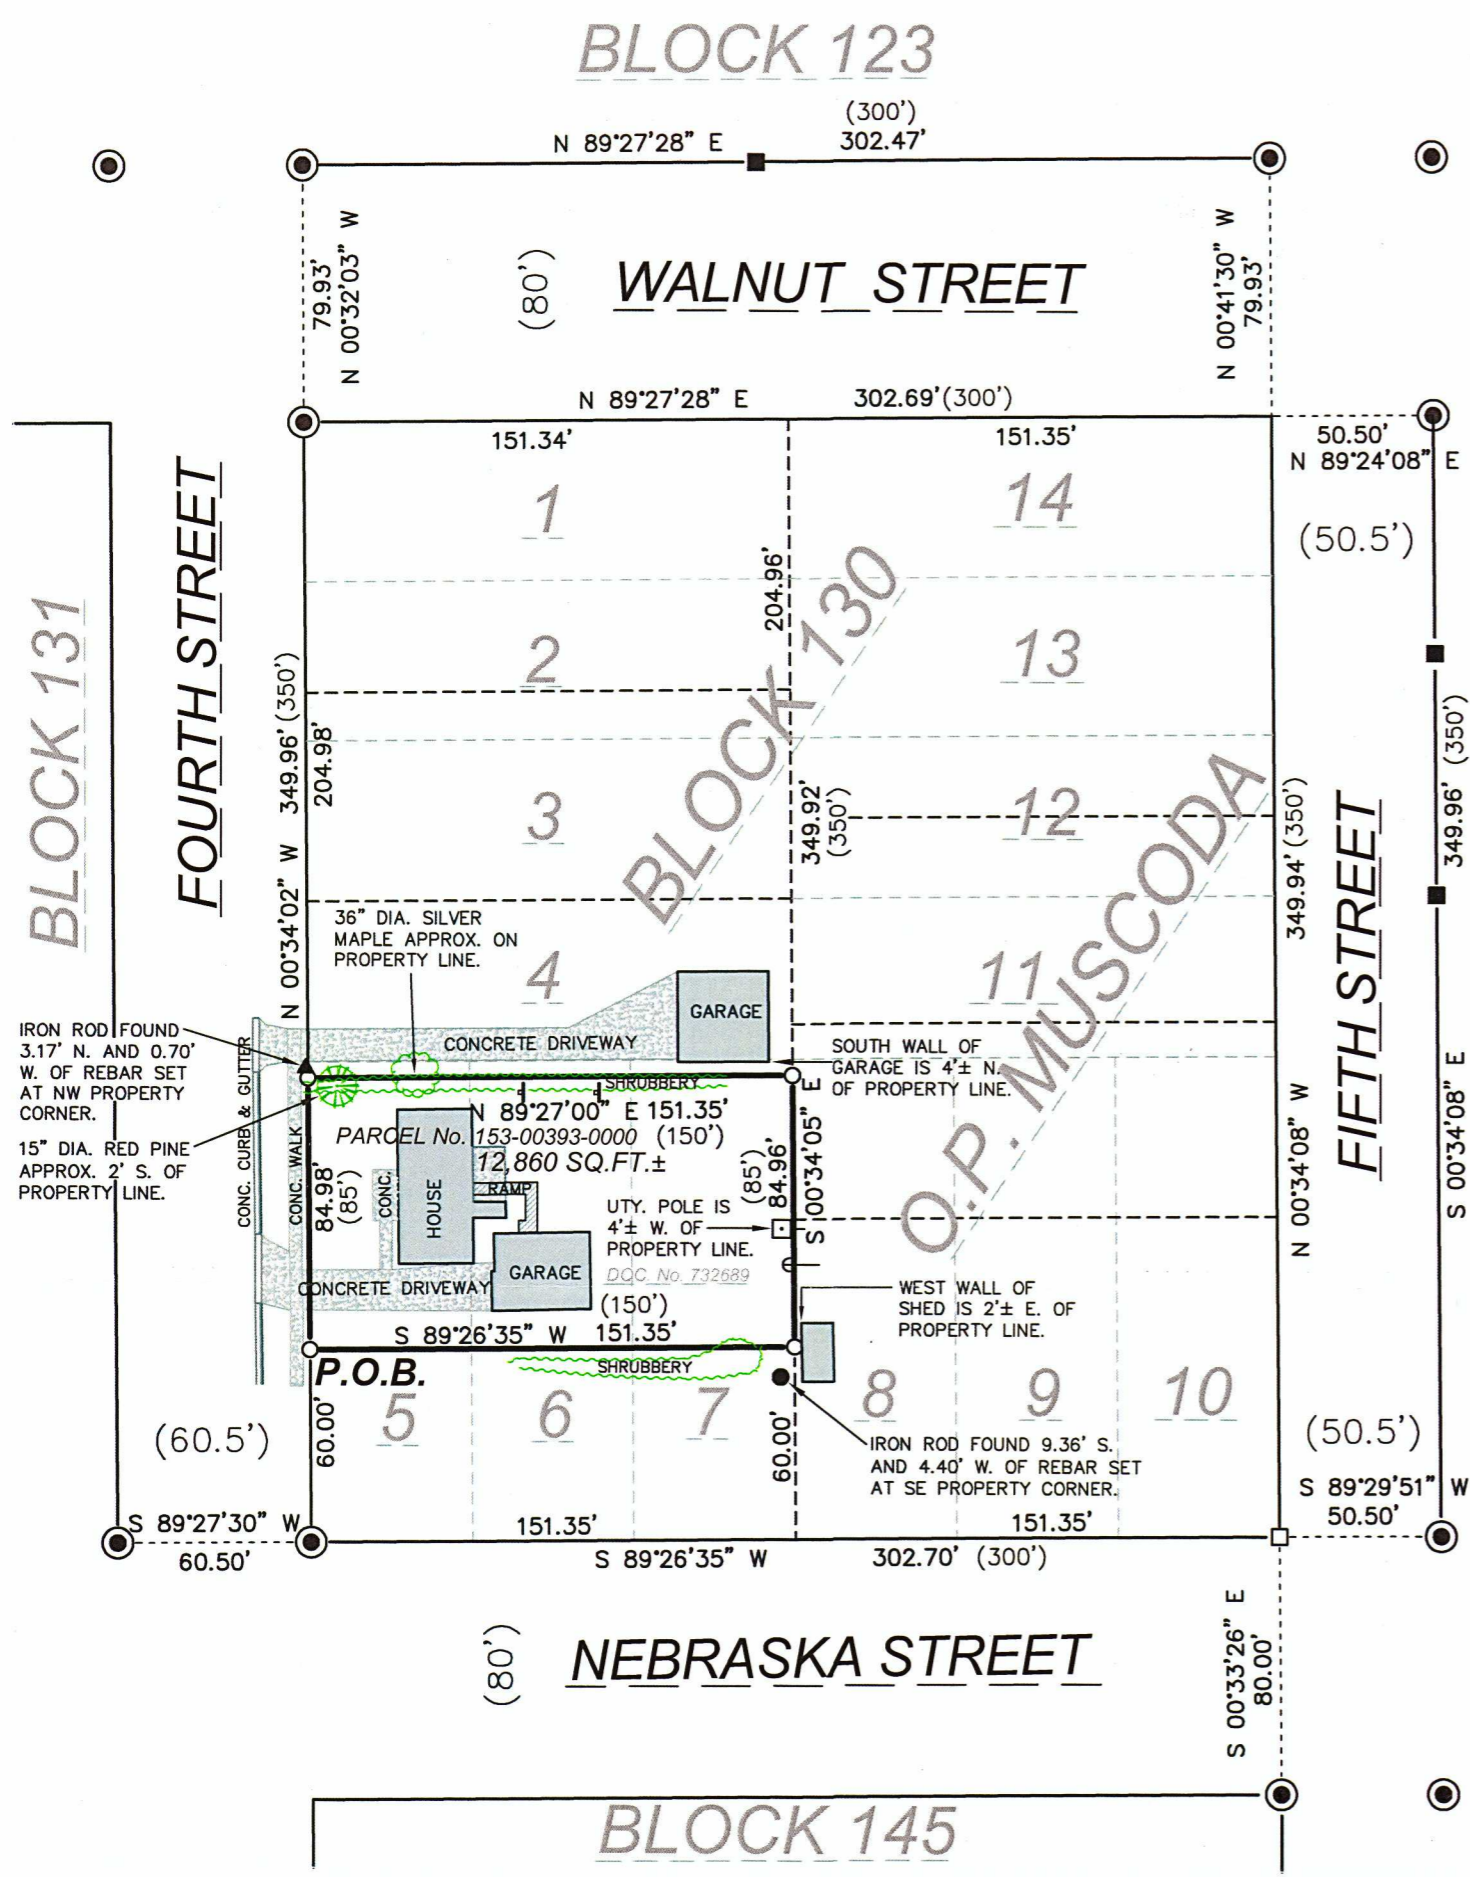 BLOCK 123
(300')
N 89°27'28" E
302.47'
79.93'
N 00°32'03" W
(80')
WALNUT STREET
N 00°41'30" W
79.93'
N 89°27'28" E
302.69'(300')
151.34'
151.35'
50.50'
N 89°24'08" E
(50.5')
1
14
FOURTH STREET
BLOCK 131
204.96'
BLOCK 130
2
13
349.96' (350')
N 00°34'02" W
204.98'
3
12
349.92'
(350')
O.P. MUSCODA
349.94' (350')
N 00°34'08" W
FIFTH STREET
349.96' (350')
S 00°34'08" E
36" DIA. SILVER
MAPLE APPROX. ON
PROPERTY LINE.
4
11
GARAGE
CONCRETE DRIVEWAY
IRON ROD FOUND
3.17' N. AND 0.70'
W. OF REBAR SET
AT NW PROPERTY
CORNER.
15" DIA. RED PINE
APPROX. 2' S. OF
PROPERTY LINE.
CONC. CURB & GUTTER
CONC. WALK
SOUTH WALL OF
GARAGE IS 4'± N.
OF PROPERTY LINE.
SHRUBBERY
N 89°27'00" E 151.35'
PARCEL No. 153-00393-0000 (150')
12,860 SQ.FT.±
84.98'
(85')
CONC.
HOUSE
RAMP
(85')
84.96'
S 00°34'05" E
UTY. POLE IS
4'± W. OF
PROPERTY LINE.
DOC. No. 732689
GARAGE
CONCRETE DRIVEWAY
(150')
S 89°26'35" W 151.35'
WEST WALL OF
SHED IS 2'± E. OF
PROPERTY LINE.
P.O.B.
SHRUBBERY
60.00'
5
6
7
60.00'
8
9
10
(60.5')
(50.5')
IRON ROD FOUND 9.36' S.
AND 4.40' W. OF REBAR SET
AT SE PROPERTY CORNER.
S 89°29'51" W
50.50'
S 89°27'30" W
60.50'
151.35'
151.35'
S 89°26'35" W
302.70' (300')
(80')
NEBRASKA STREET
S 00°33'26" E
80.00'
BLOCK 145